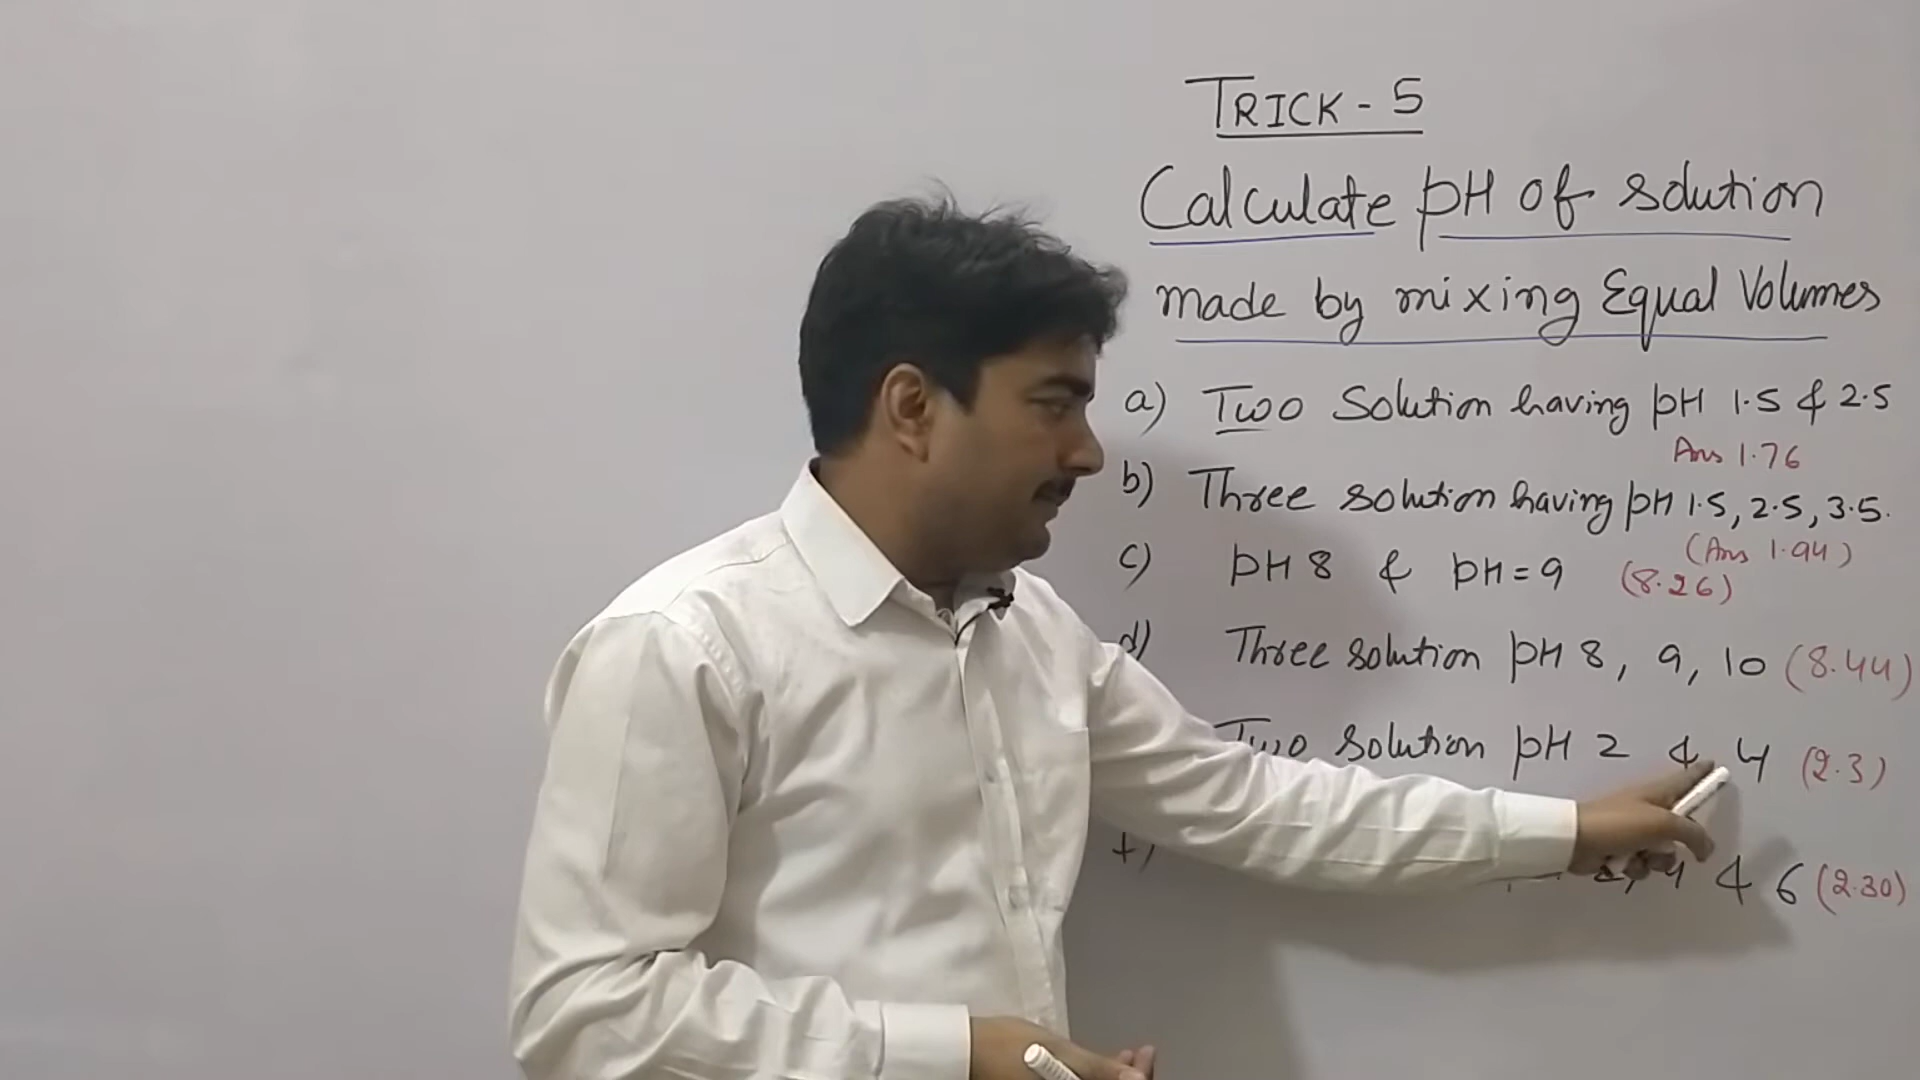 TRICK - 5
Calculate pH of solution
made by mixing Equal Volumes
a) Two Solution having pH 1.5 & 2.5
Ans 1.76
b) Three solution having pH 1.5, 2.5, 3.5.
(Ans 1.94)
c) pH 8 & pH = 9 (8.26)
d) Three solution pH 8, 9, 10 (8.44)
Two Solution pH 2 & 4 (2.3)
f) 4 & 6 (2.30)